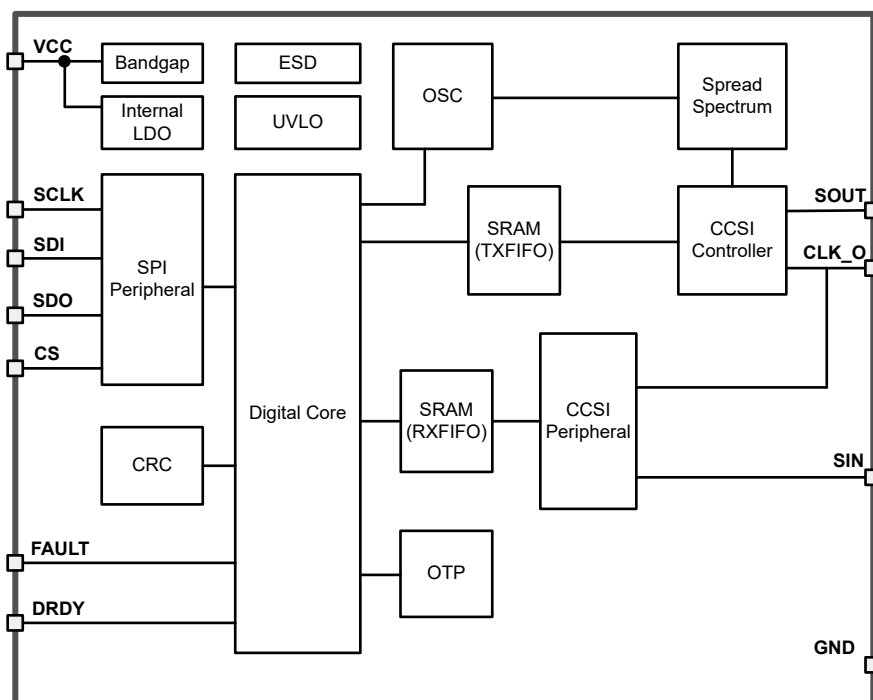 VCC
Bandgap
ESD
OSC
Spread
Spectrum
Internal
LDO
UVLO
SCLK
SDI
SDO
CS
SPI
Peripheral
SRAM
(TXFIFO)
CCSI
Controller
SOUT
CLK_O
Digital Core
SRAM
(RXFIFO)
CCSI
Peripheral
CRC
SIN
FAULT
OTP
DRDY
GND